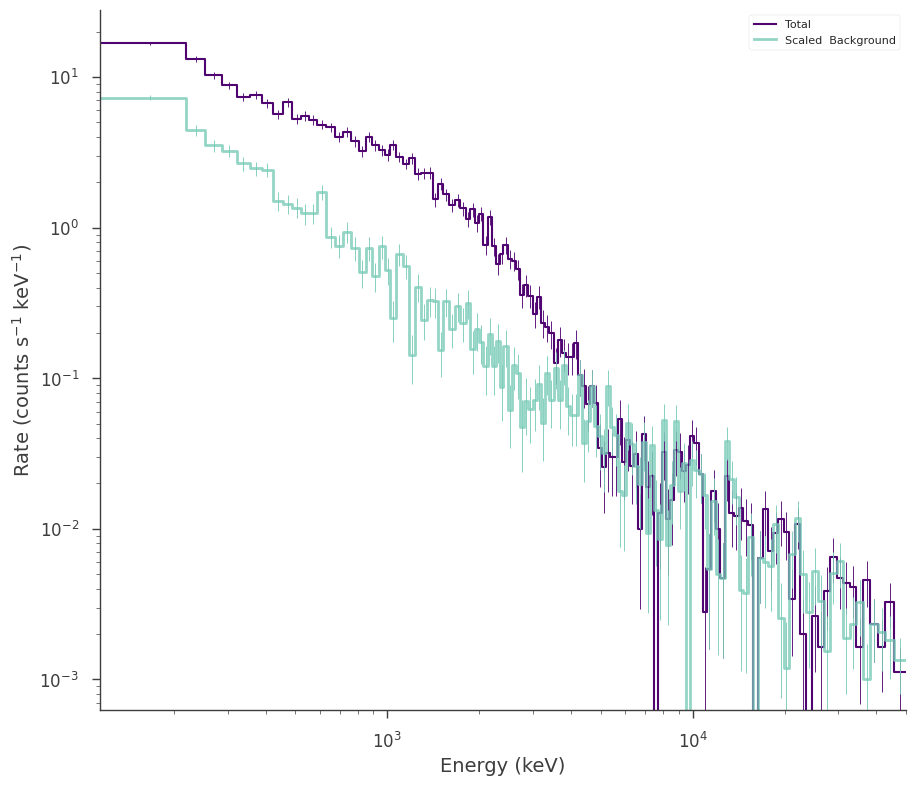 Total
Scaled  Background
10¹
10⁰
10⁻¹
10⁻²
10⁻³
Rate (counts s⁻¹ keV⁻¹)
10³
10⁴
Energy (keV)